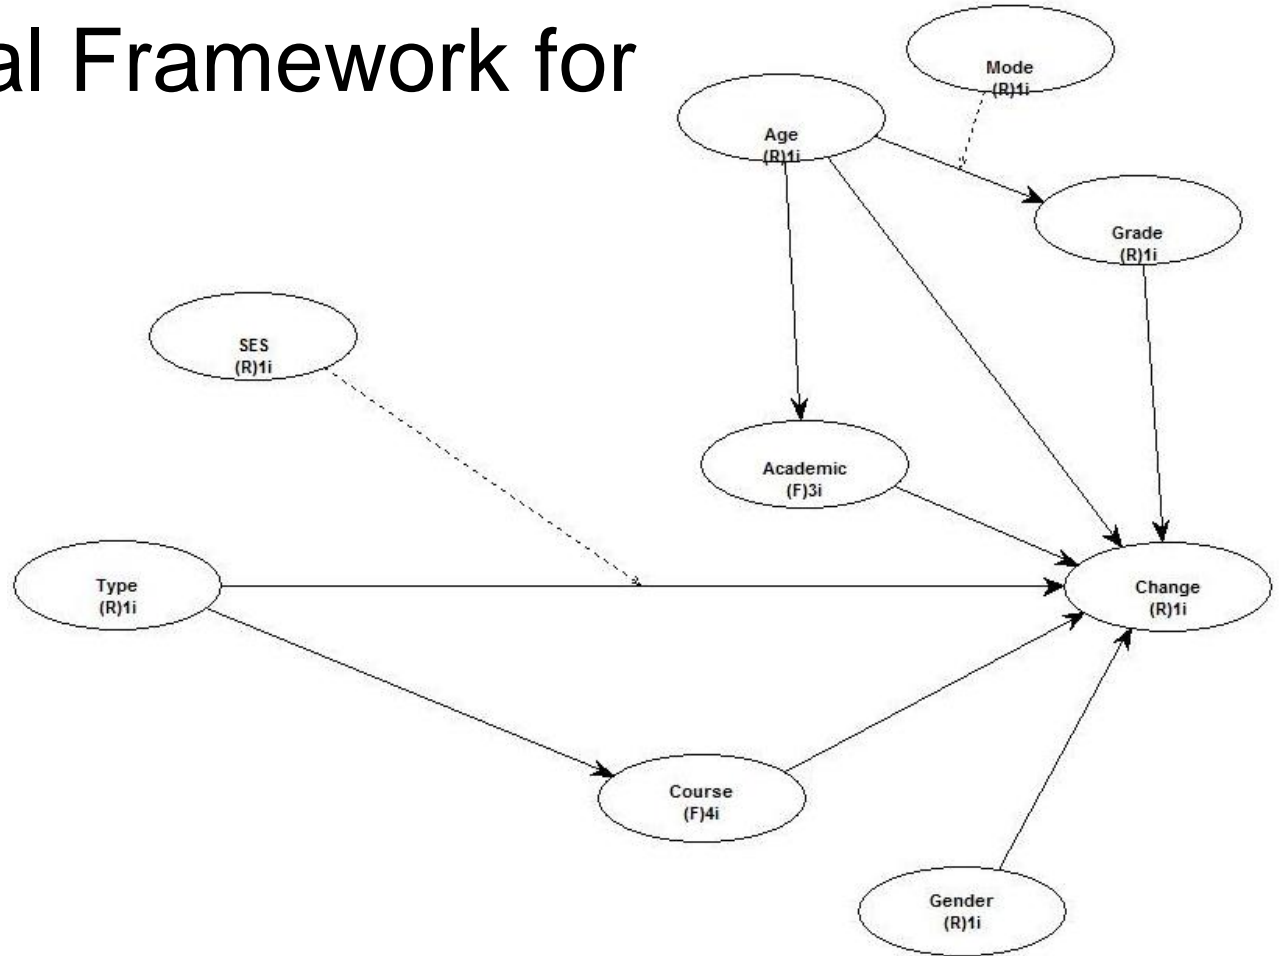 al Framework for
Mode
(R)1i
Age
(R)1i
Grade
(R)1i
SES
(R)1i
Academic
(F)3i
Type
(R)1i
Change
(R)1i
Course
(F)4i
Gender
(R)1i